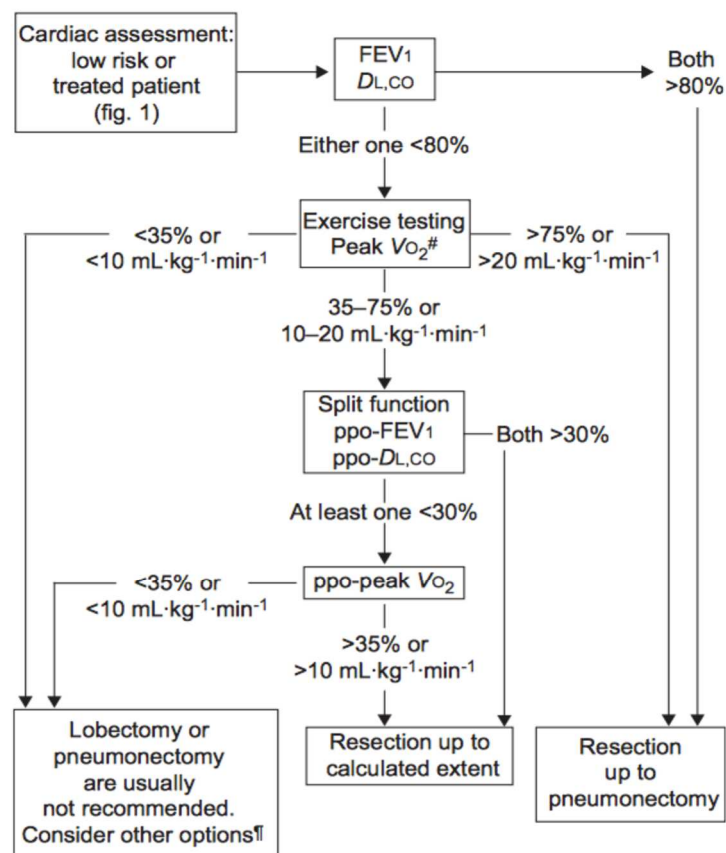 Cardiac assessment:
low risk or
treated patient
(fig. 1)
FEV₁
DL,CO
Both
>80%
Either one <80%
Exercise testing
Peak VO₂#
<35% or
<10 mL·kg⁻¹·min⁻¹
>75% or
>20 mL·kg⁻¹·min⁻¹
35–75% or
10–20 mL·kg⁻¹·min⁻¹
Split function
ppo-FEV₁
ppo-DL,CO
Both >30%
At least one <30%
ppo-peak VO₂
<35% or
<10 mL·kg⁻¹·min⁻¹
>35% or
>10 mL·kg⁻¹·min⁻¹
Lobectomy or
pneumonectomy
are usually
not recommended.
Consider other options¶
Resection up to
calculated extent
Resection
up to
pneumonectomy